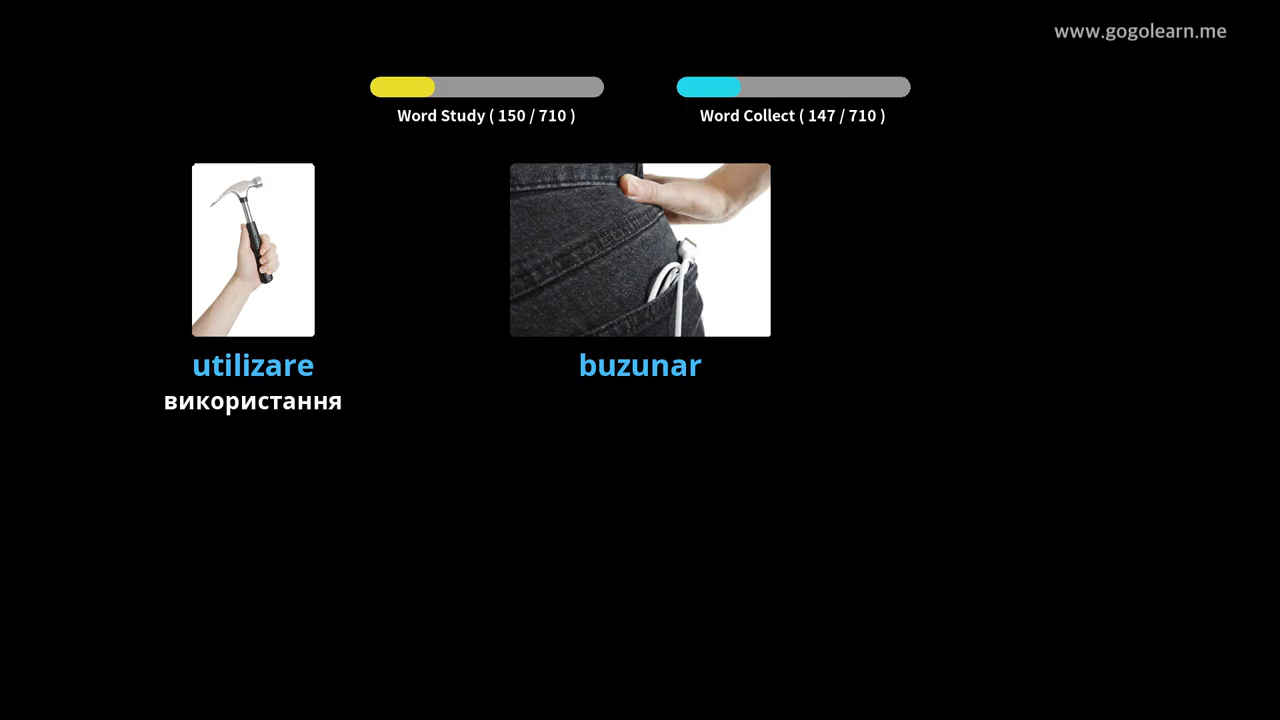 www.gogolearn.me
Word Study ( 150 / 710 )
Word Collect ( 147 / 710 )
utilizare
buzunar
використання